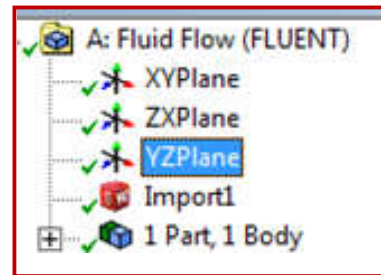 A: Fluid Flow (FLUENT)
XYPlane
ZXPlane
YZPlane
Import1
1 Part, 1 Body